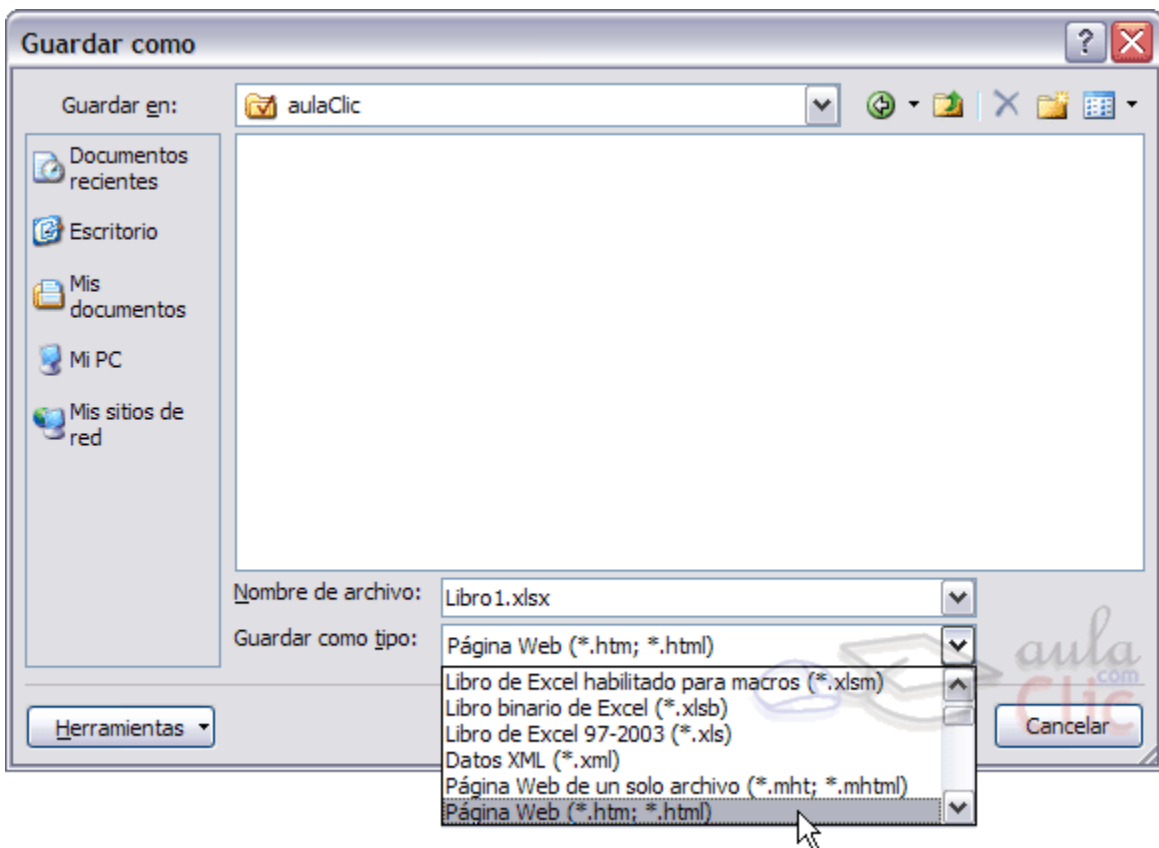 Guardar como
Guardar en:
aulaClic
Documentos
recientes
Escritorio
Mis
documentos
Mi PC
Mis sitios de
red
Nombre de archivo:
Libro1.xlsx
Guardar como tipo:
Página Web (*.htm; *.html)
Libro de Excel habilitado para macros (*.xlsm)
Libro binario de Excel (*.xlsb)
Libro de Excel 97-2003 (*.xls)
Datos XML (*.xml)
Página Web de un solo archivo (*.mht; *.mhtml)
Página Web (*.htm; *.html)
Herramientas
Cancelar
aula
.com
Clic